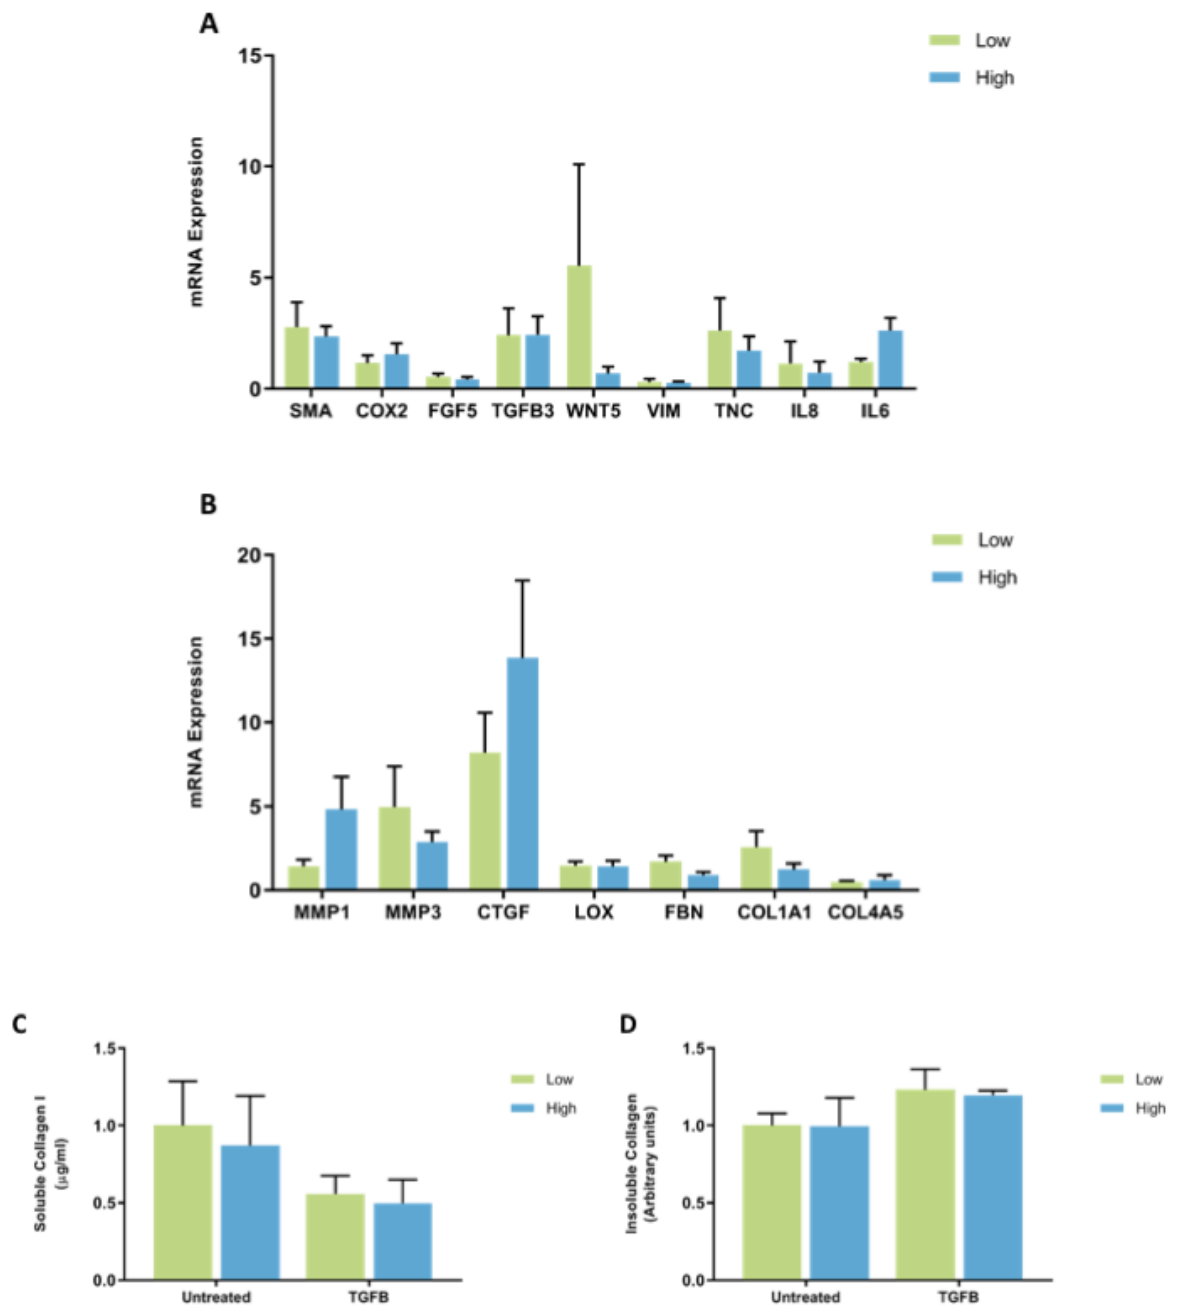 A
Low
High
15
10
5
0
mRNA Expression
SMA COX2 FGF5 TGFB3 WNT5 VIM TNC IL8 IL6
B
Low
High
20
15
10
5
0
mRNA Expression
MMP1 MMP3 CTGF LOX FBN COL1A1 COL4A5
C
1.5
1.0
0.5
0.0
Soluble Collagen I
(µg/ml)
Low
High
Untreated TGFB
D
1.5
1.0
0.5
0.0
Insoluble Collagen
(Arbitrary units)
Low
High
Untreated TGFB